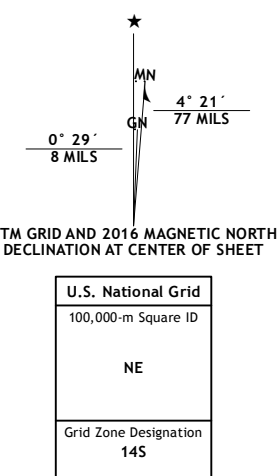 ★
MN
4° 21´
77 MILS
GN
0° 29´
8 MILS
TM GRID AND 2016 MAGNETIC NORTH
DECLINATION AT CENTER OF SHEET
U.S. National Grid
100,000-m Square ID
NE
Grid Zone Designation
14S